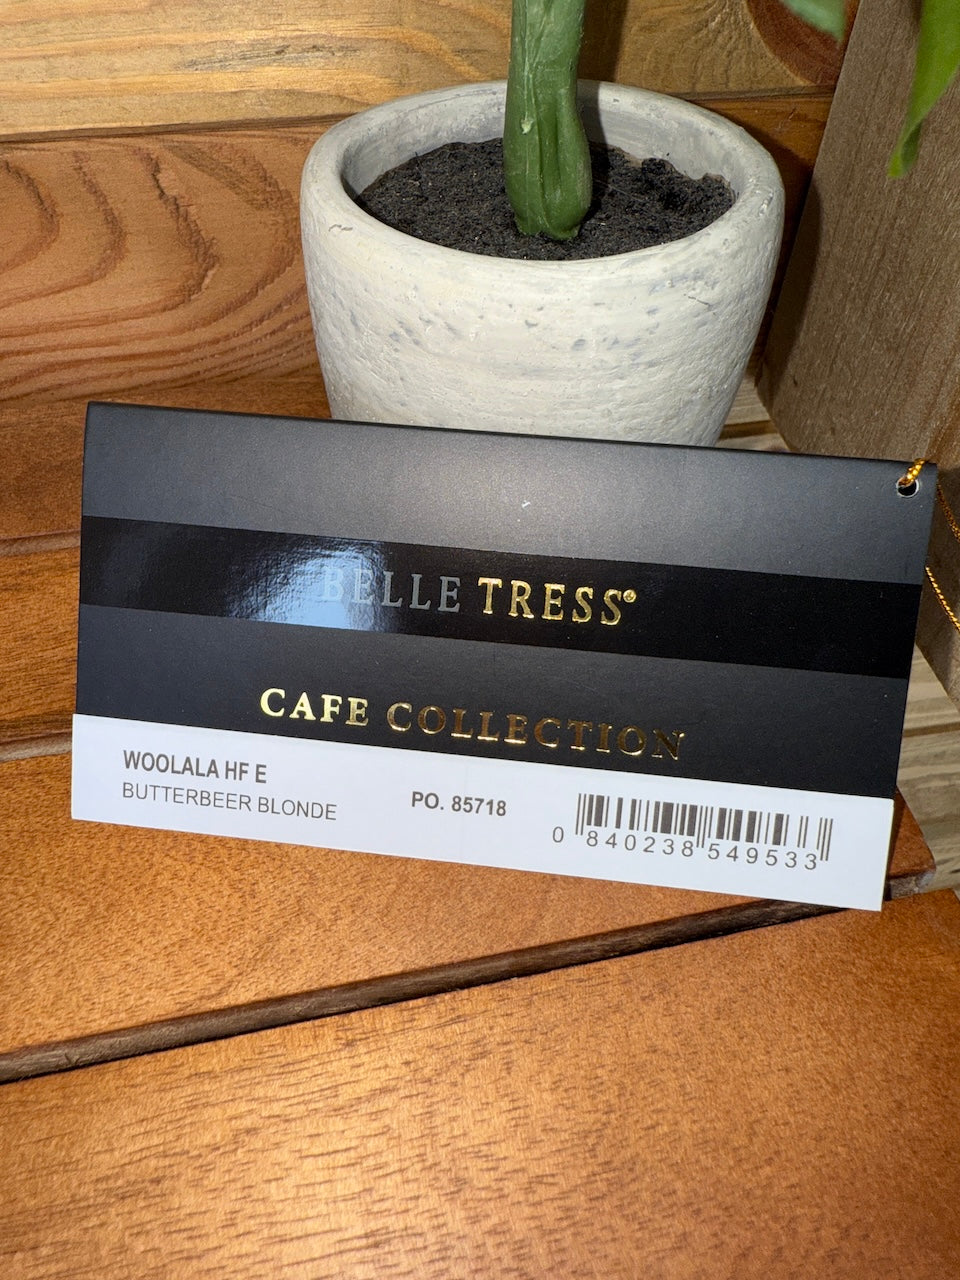 BELLE TRESS®
CAFE COLLECTION
WOOLALA HF E
BUTTERBEER BLONDE
PO. 85718
0 840238 549533